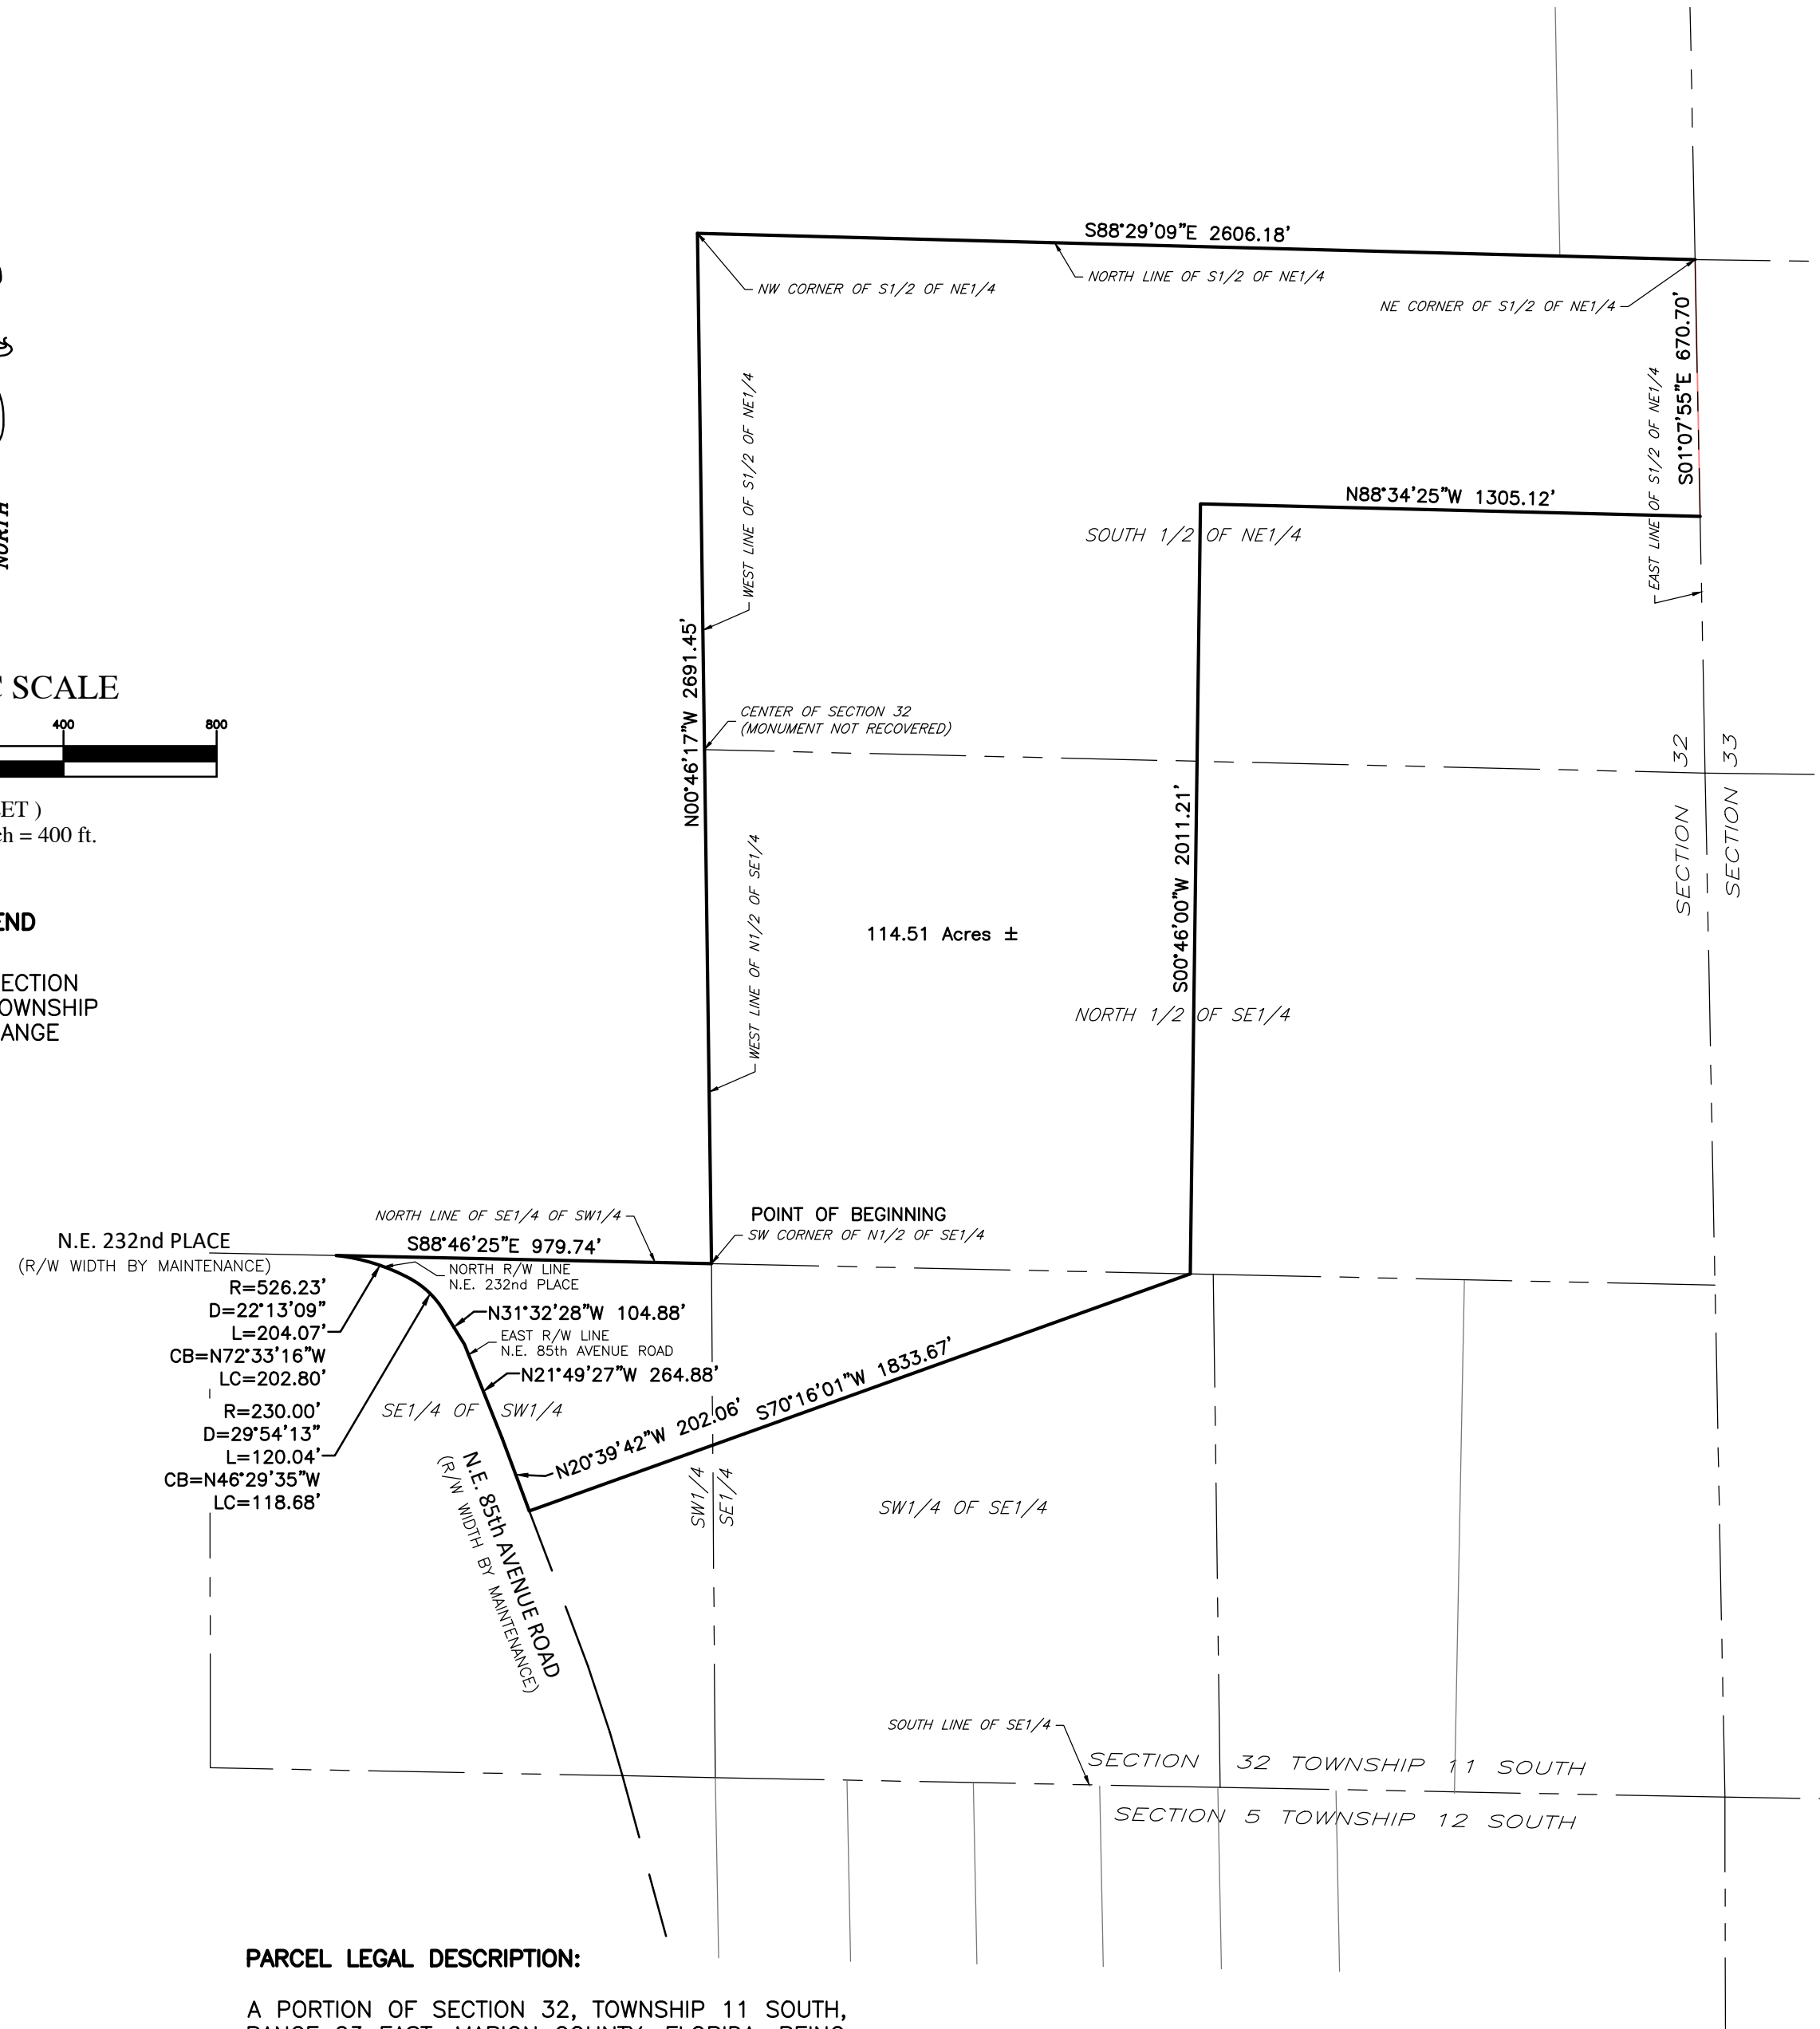 S88°29'09"E 2606.18'
NORTH LINE OF S1/2 OF NE1/4
NW CORNER OF S1/2 OF NE1/4
NE CORNER OF S1/2 OF NE1/4
S01°07'55"E 670.70'
EAST LINE OF S1/2 OF NE1/4
WEST LINE OF S1/2 OF NE1/4
N88°34'25"W 1305.12'
SOUTH 1/2 OF NE1/4
NORTH
N00°46'17"W 2691.45'
SCALE
400 800
CENTER OF SECTION 32
(MONUMENT NOT RECOVERED)
= 400 ft.
SECTION 32
SECTION 33
S00°46'00"W 2011.21'
WEST LINE OF N1/2 OF SE1/4
114.51 Acres ±
NORTH 1/2 OF SE1/4
END
ECTION
OWNSHIP
ANGE
NORTH LINE OF SE1/4 OF SW1/4
POINT OF BEGINNING
SW CORNER OF N1/2 OF SE1/4
N.E. 232nd PLACE
(R/W WIDTH BY MAINTENANCE)
S88°46'25"E 979.74'
NORTH R/W LINE
N.E. 232nd PLACE
R=526.23'
D=22°13'09"
L=204.07'
CB=N72°33'16"W
LC=202.80'
N31°32'28"W 104.88'
EAST R/W LINE
N.E. 85th AVENUE ROAD
N21°49'27"W 264.88'
R=230.00'
D=29°54'13"
L=120.04'
CB=N46°29'35"W
LC=118.68'
SE1/4 OF SW1/4
N20°39'42"W 202.06'
S70°16'01"W 1833.67'
N.E. 85th AVENUE ROAD
(R/W WIDTH BY MAINTENANCE)
SW1/4
SE1/4
SW1/4 OF SE1/4
SOUTH LINE OF SE1/4
SECTION 32 TOWNSHIP 11 SOUTH
SECTION 5 TOWNSHIP 12 SOUTH
PARCEL LEGAL DESCRIPTION:
A PORTION OF SECTION 32, TOWNSHIP 11 SOUTH,
RANGE 23 EAST, MARION COUNTY, FLORIDA, BEING